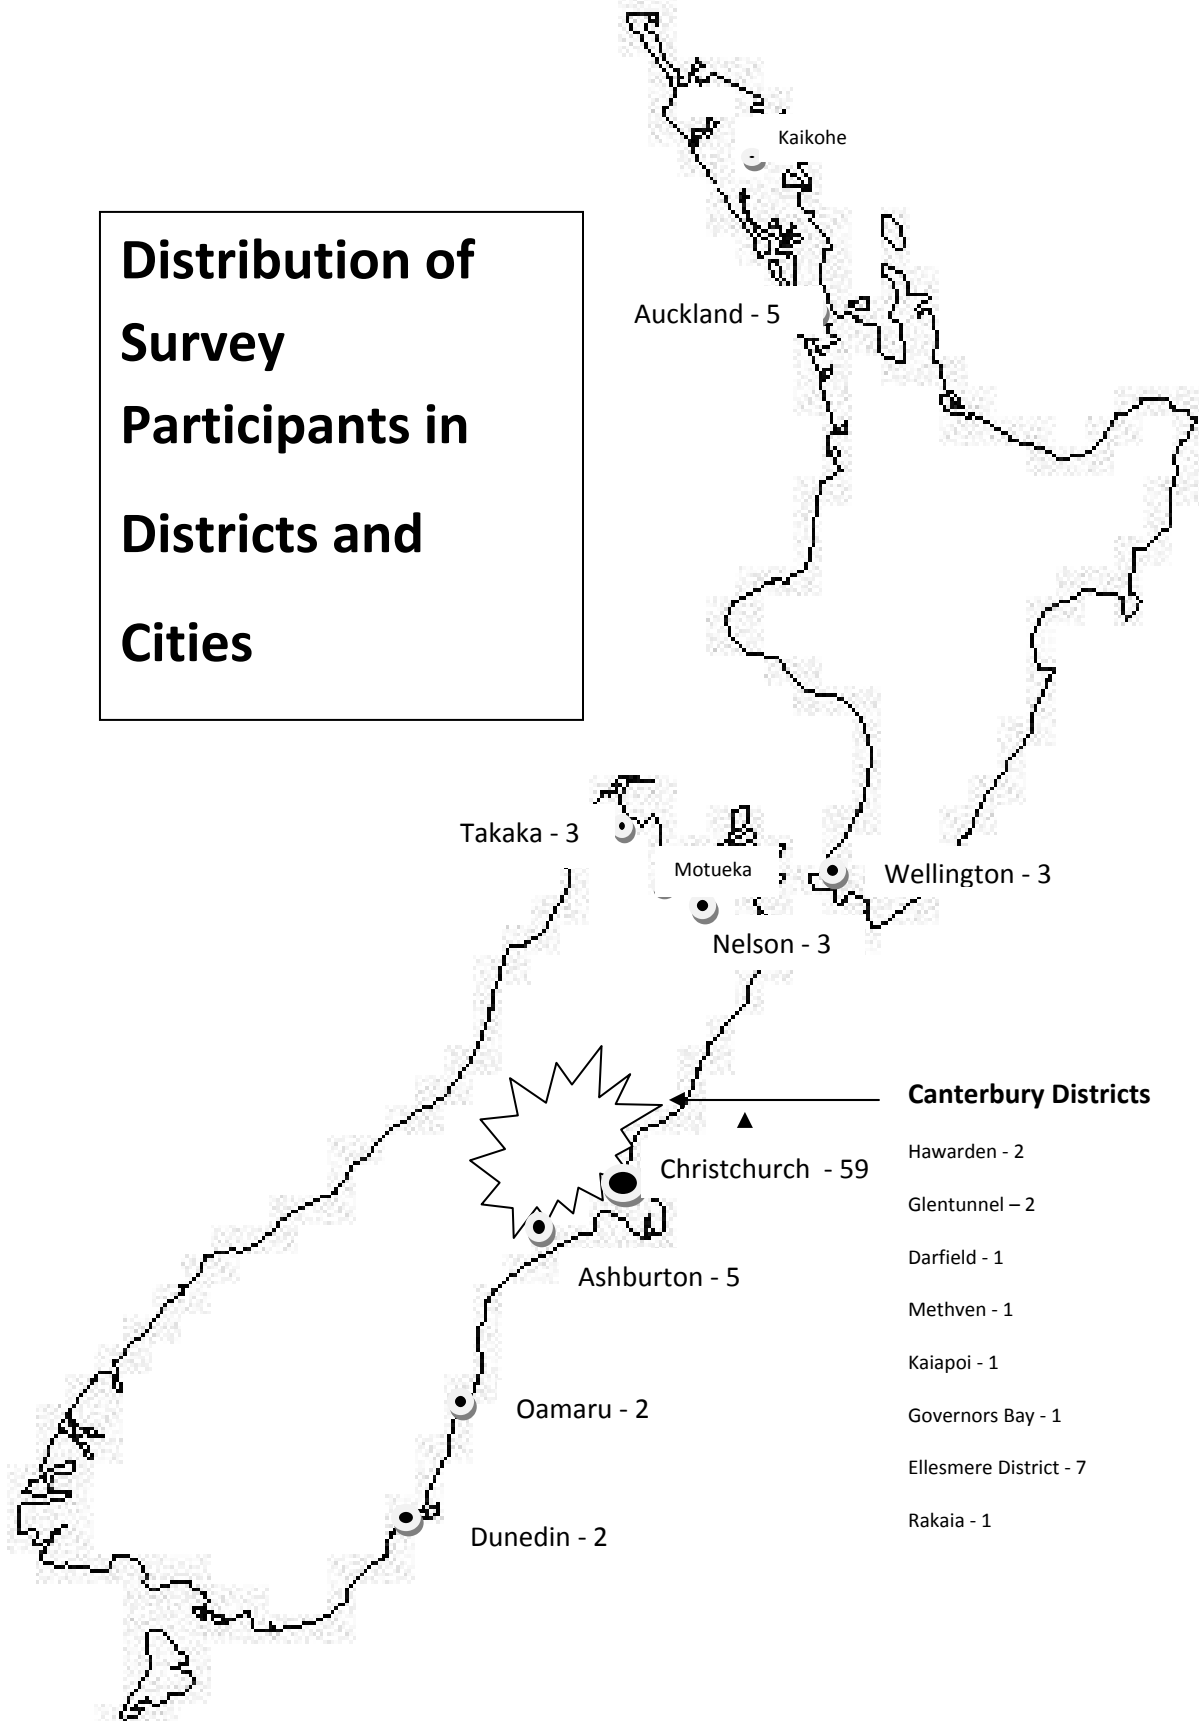 Kaikohe
Distribution of
Survey
Participants in
Districts and
Cities
Auckland - 5
Takaka - 3
Motueka
Wellington - 3
Nelson - 3
Canterbury Districts
Christchurch - 59
Hawarden - 2
Glentunnel – 2
Darfield - 1
Ashburton - 5
Methven - 1
Kaiapoi - 1
Oamaru - 2
Governors Bay - 1
Ellesmere District - 7
Rakaia - 1
Dunedin - 2